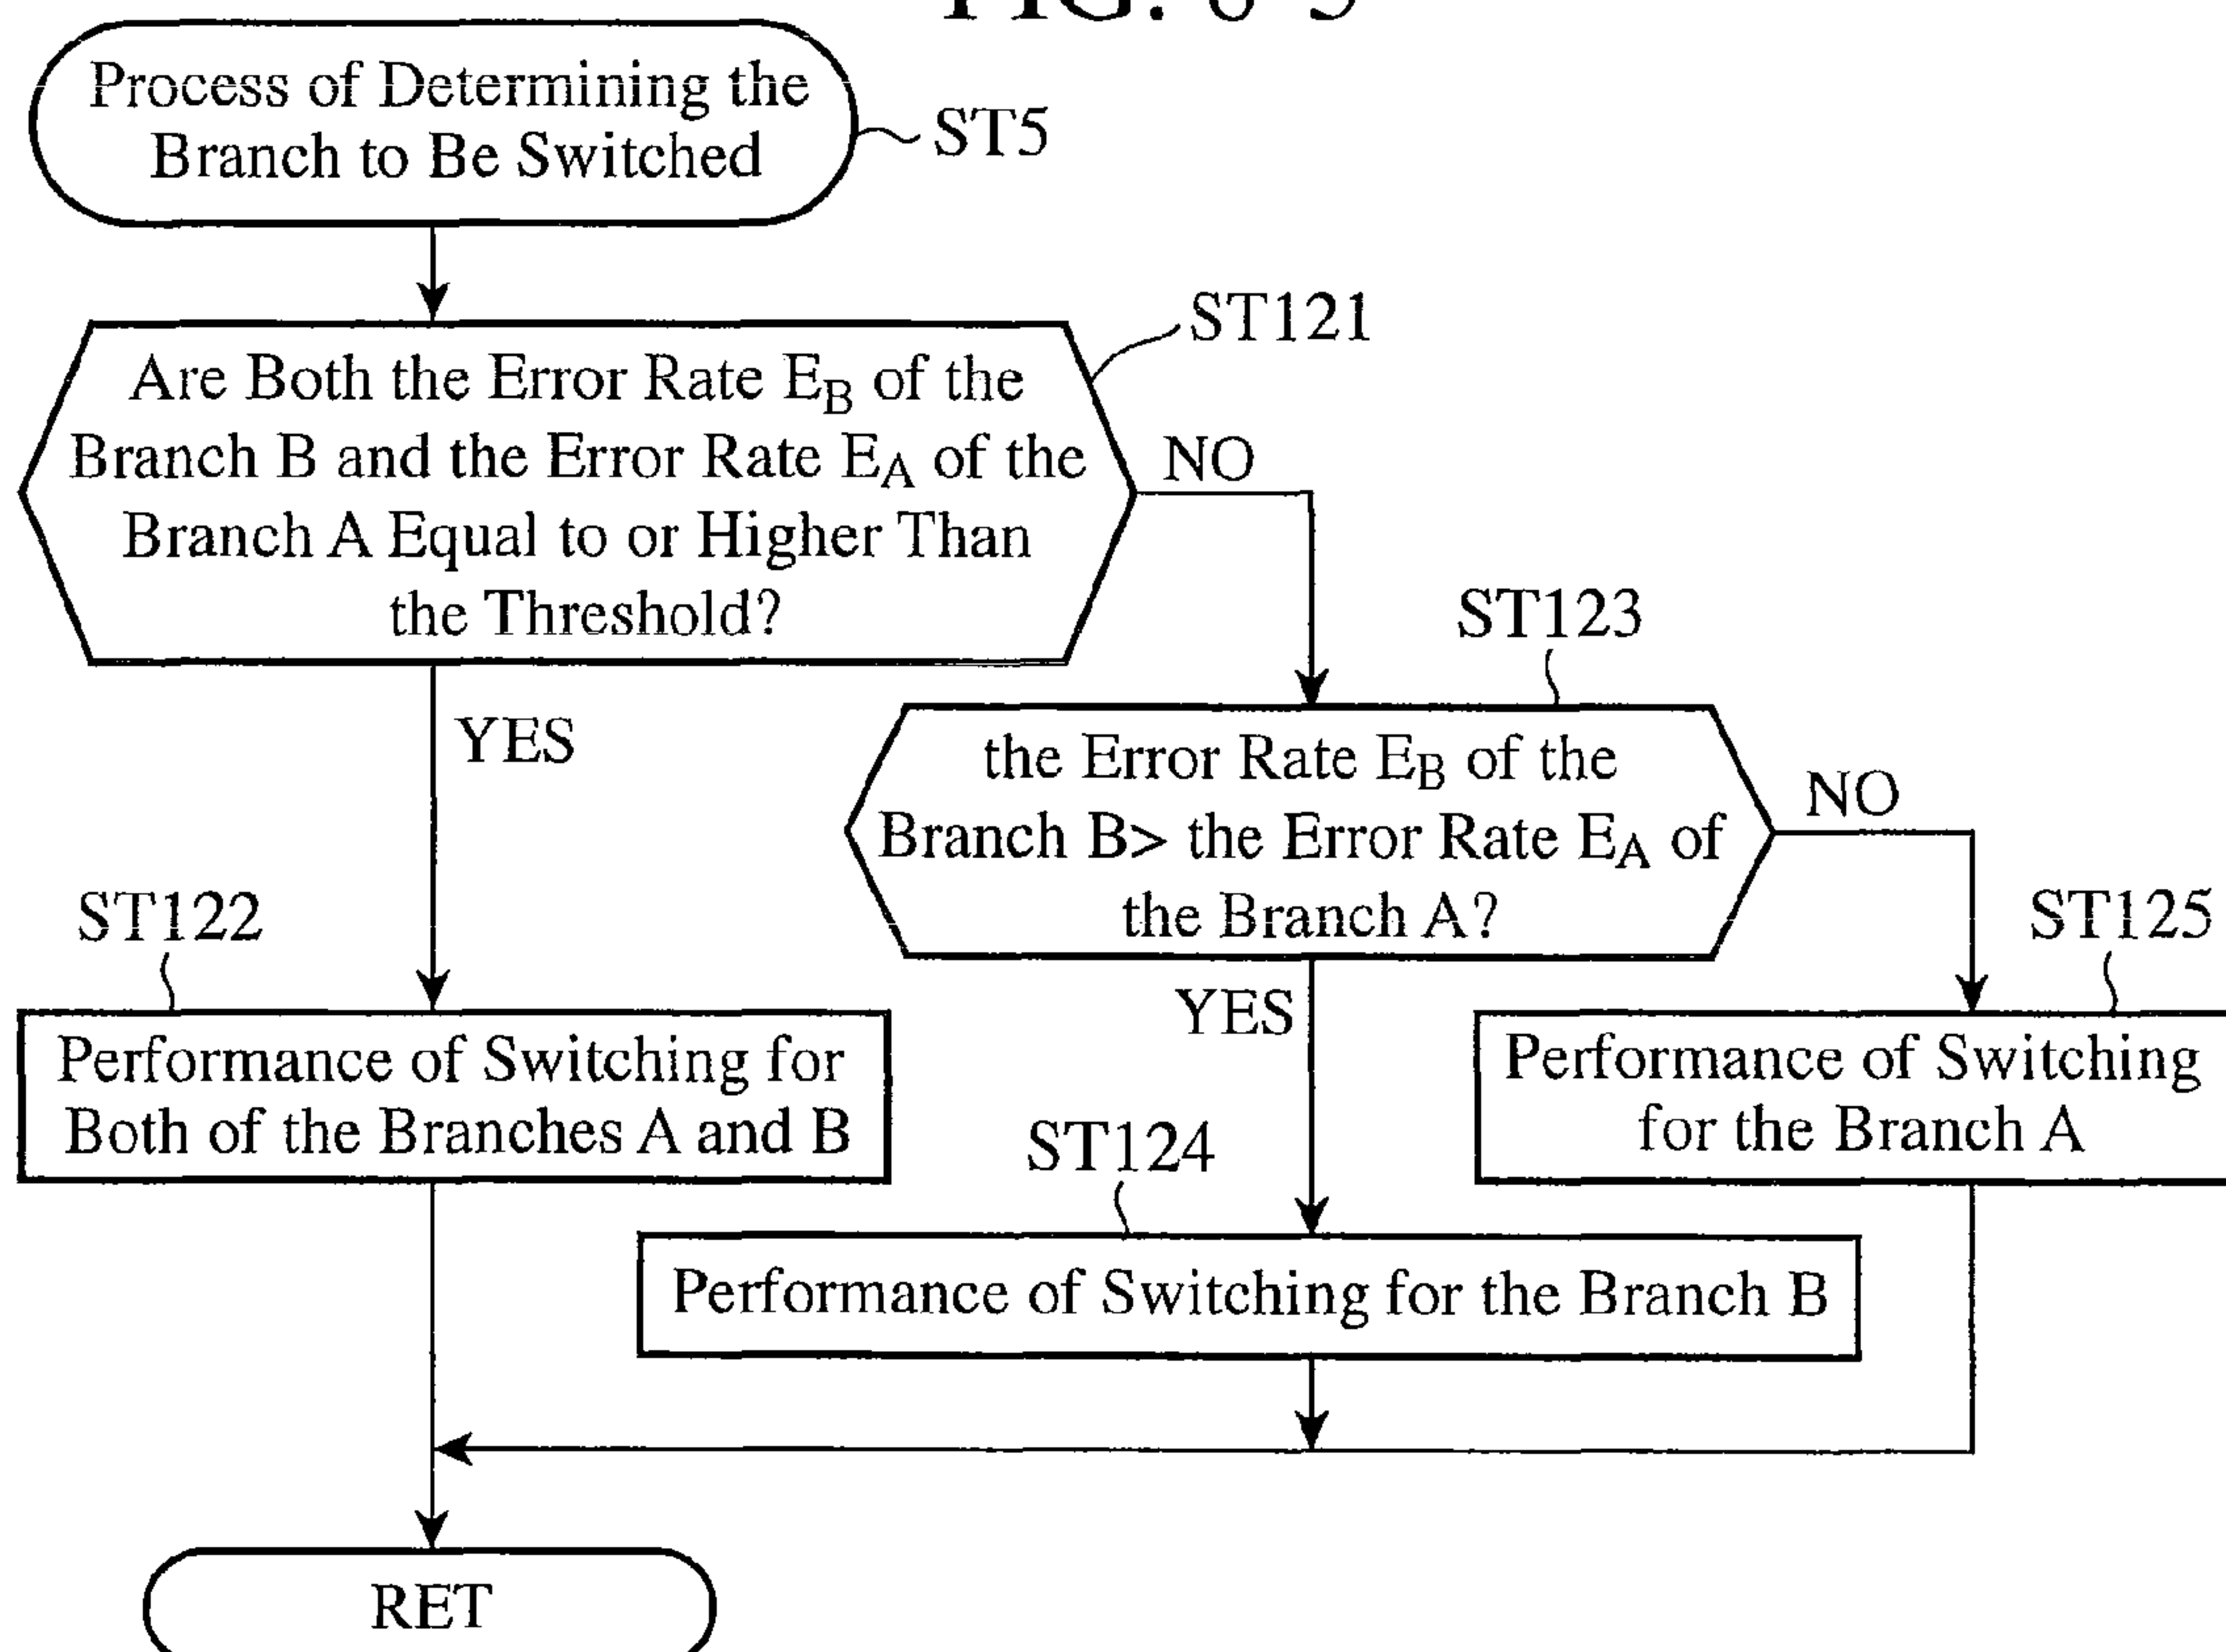 Process of Determining the
Branch to Be Switched
ST5
ST121
Are Both the Error Rate EB of the
Branch B and the Error Rate EA of the
Branch A Equal to or Higher Than
the Threshold?
NO
YES
ST123
the Error Rate EB of the
Branch B> the Error Rate EA of
the Branch A?
NO
YES
ST122
Performance of Switching for
Both of the Branches A and B
ST125
Performance of Switching
for the Branch A
ST124
Performance of Switching for the Branch B
RET